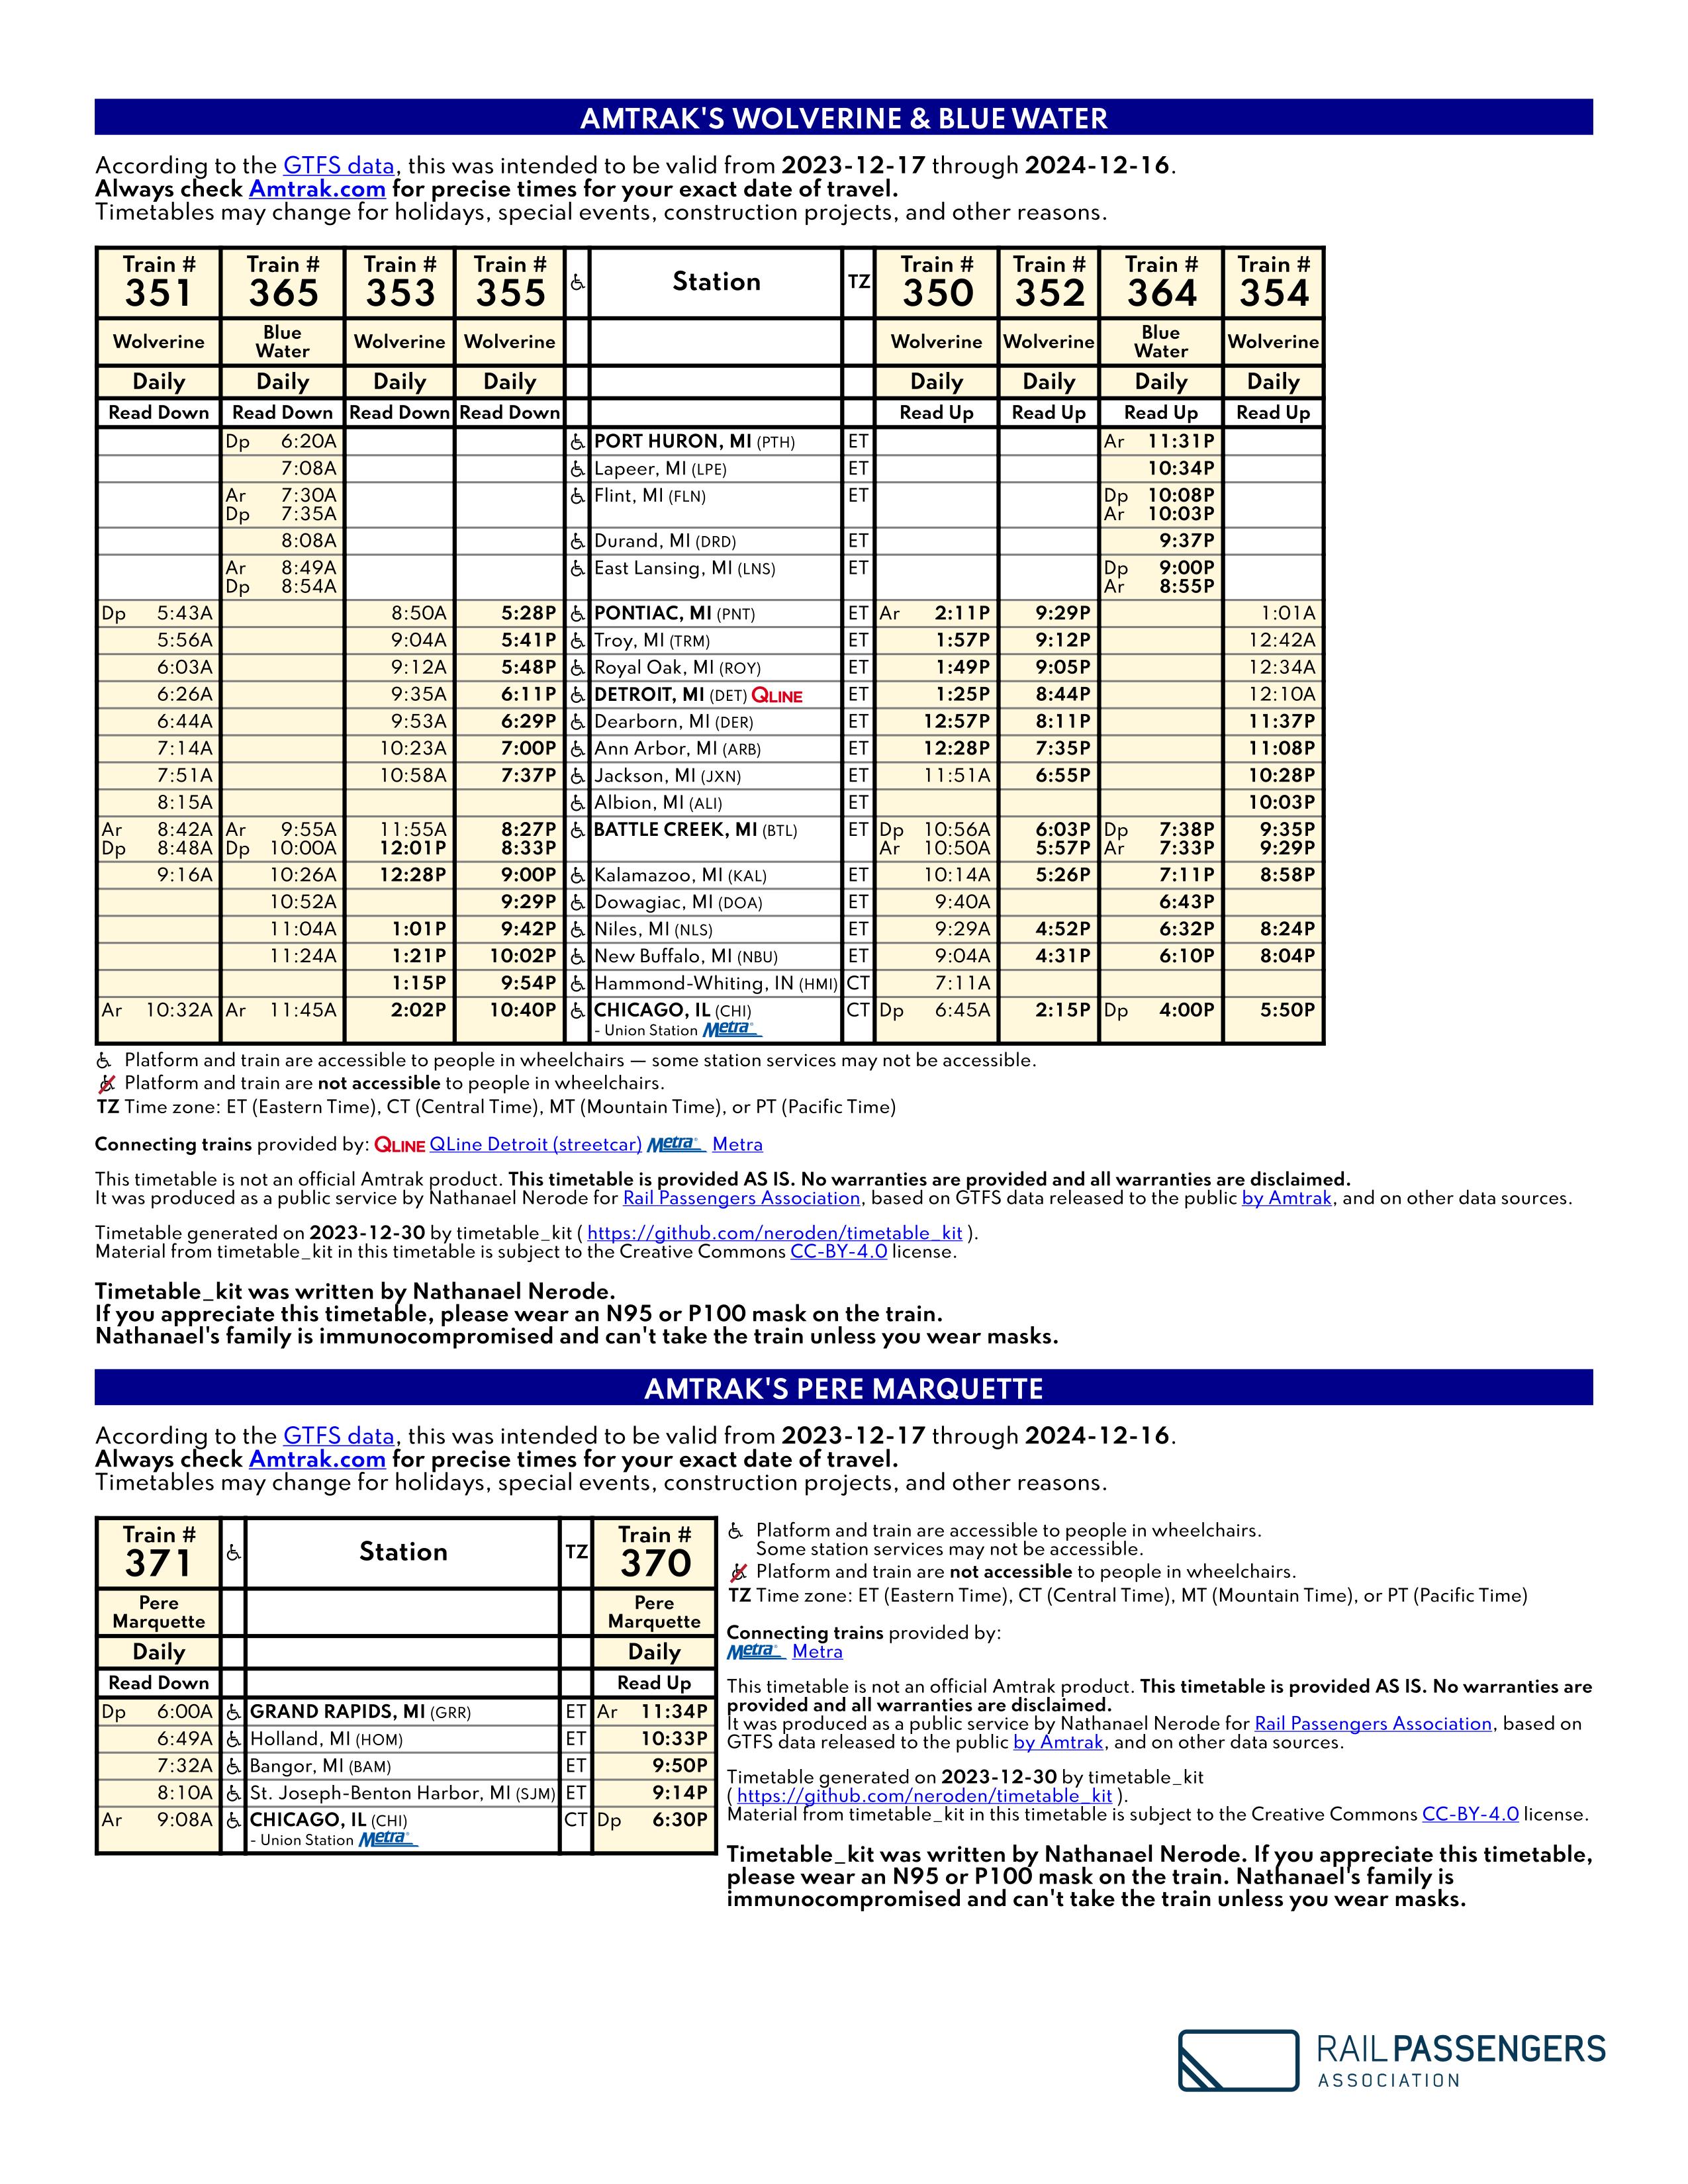 AMTRAK'S WOLVERINE & BLUE WATER
According to the GTFS data, this was intended to be valid from 2023-12-17 through 2024-12-16.
Always check Amtrak.com for precise times for your exact date of travel.
Timetables may change for holidays, special events, construction projects, and other reasons.
Train # Train # Train # Train # Station TZ Train # Train # Train # Train #
351 365 353 355 350 352 364 354
Wolverine Blue Water Wolverine Wolverine Wolverine Wolverine Blue Water Wolverine
Daily Daily Daily Daily Daily Daily Daily Daily
Read Down Read Down Read Down Read Down Read Up Read Up Read Up Read Up
Dp 6:20A PORT HURON, MI (PTH) ET Ar 11:31P
7:08A Lapeer, MI (LPE) ET 10:34P
Ar 7:30A Flint, MI (FLN) ET Dp 10:08P
Dp 7:35A Ar 10:03P
8:08A Durand, MI (DRD) ET 9:37P
Ar 8:49A East Lansing, MI (LNS) ET Dp 9:00P
Dp 8:54A Ar 8:55P
Dp 5:43A 8:50A 5:28P PONTIAC, MI (PNT) ET Ar 2:11P 9:29P 1:01A
5:56A 9:04A 5:41P Troy, MI (TRM) ET 1:57P 9:12P 12:42A
6:03A 9:12A 5:48P Royal Oak, MI (ROY) ET 1:49P 9:05P 12:34A
6:26A 9:35A 6:11P DETROIT, MI (DET) QLINE ET 1:25P 8:44P 12:10A
6:44A 9:53A 6:29P Dearborn, MI (DER) ET 12:57P 8:11P 11:37P
7:14A 10:23A 7:00P Ann Arbor, MI (ARB) ET 12:28P 7:35P 11:08P
7:51A 10:58A 7:37P Jackson, MI (JXN) ET 11:51A 6:55P 10:28P
8:15A Albion, MI (ALI) ET 10:03P
Ar 8:42A Ar 9:55A 11:55A 8:27P BATTLE CREEK, MI (BTL) ET Dp 10:56A 6:03P Dp 7:38P 9:35P
Dp 8:48A Dp 10:00A 12:01P 8:33P Ar 10:50A 5:57P Ar 7:33P 9:29P
9:16A 10:26A 12:28P 9:00P Kalamazoo, MI (KAL) ET 10:14A 5:26P 7:11P 8:58P
10:52A 9:29P Dowagiac, MI (DOA) ET 9:40A 6:43P
11:04A 1:01P 9:42P Niles, MI (NLS) ET 9:29A 4:52P 6:32P 8:24P
11:24A 1:21P 10:02P New Buffalo, MI (NBU) ET 9:04A 4:31P 6:10P 8:04P
1:15P 9:54P Hammond-Whiting, IN (HMI) CT 7:11A
Ar 10:32A Ar 11:45A 2:02P 10:40P CHICAGO, IL (CHI) CT Dp 6:45A 2:15P Dp 4:00P 5:50P
- Union Station Metra
Platform and train are accessible to people in wheelchairs — some station services may not be accessible.
Platform and train are not accessible to people in wheelchairs.
TZ Time zone: ET (Eastern Time), CT (Central Time), MT (Mountain Time), or PT (Pacific Time)
Connecting trains provided by: QLINE QLine Detroit (streetcar) Metra Metra
This timetable is not an official Amtrak product. This timetable is provided AS IS. No warranties are provided and all warranties are disclaimed.
It was produced as a public service by Nathanael Nerode for Rail Passengers Association, based on GTFS data released to the public by Amtrak, and on other data sources.
Timetable generated on 2023-12-30 by timetable_kit ( https://github.com/neroden/timetable_kit ).
Material from timetable_kit in this timetable is subject to the Creative Commons CC-BY-4.0 license.
Timetable_kit was written by Nathanael Nerode.
If you appreciate this timetable, please wear an N95 or P100 mask on the train.
Nathanael's family is immunocompromised and can't take the train unless you wear masks.
AMTRAK'S PERE MARQUETTE
According to the GTFS data, this was intended to be valid from 2023-12-17 through 2024-12-16.
Always check Amtrak.com for precise times for your exact date of travel.
Timetables may change for holidays, special events, construction projects, and other reasons.
Train # Station TZ Train #
371 370
Pere Marquette Pere Marquette
Daily Daily
Read Down Read Up
Dp 6:00A GRAND RAPIDS, MI (GRR) ET Ar 11:34P
6:49A Holland, MI (HOM) ET 10:33P
7:32A Bangor, MI (BAM) ET 9:50P
8:10A St. Joseph-Benton Harbor, MI (SJM) ET 9:14P
Ar 9:08A CHICAGO, IL (CHI) CT Dp 6:30P
- Union Station Metra
Platform and train are accessible to people in wheelchairs.
Some station services may not be accessible.
Platform and train are not accessible to people in wheelchairs.
TZ Time zone: ET (Eastern Time), CT (Central Time), MT (Mountain Time), or PT (Pacific Time)
Connecting trains provided by:
Metra Metra
This timetable is not an official Amtrak product. This timetable is provided AS IS. No warranties are
provided and all warranties are disclaimed.
It was produced as a public service by Nathanael Nerode for Rail Passengers Association, based on
GTFS data released to the public by Amtrak, and on other data sources.
Timetable generated on 2023-12-30 by timetable_kit
( https://github.com/neroden/timetable_kit ).
Material from timetable_kit in this timetable is subject to the Creative Commons CC-BY-4.0 license.
Timetable_kit was written by Nathanael Nerode. If you appreciate this timetable,
please wear an N95 or P100 mask on the train. Nathanael's family is
immunocompromised and can't take the train unless you wear masks.
RAIL PASSENGERS
ASSOCIATION